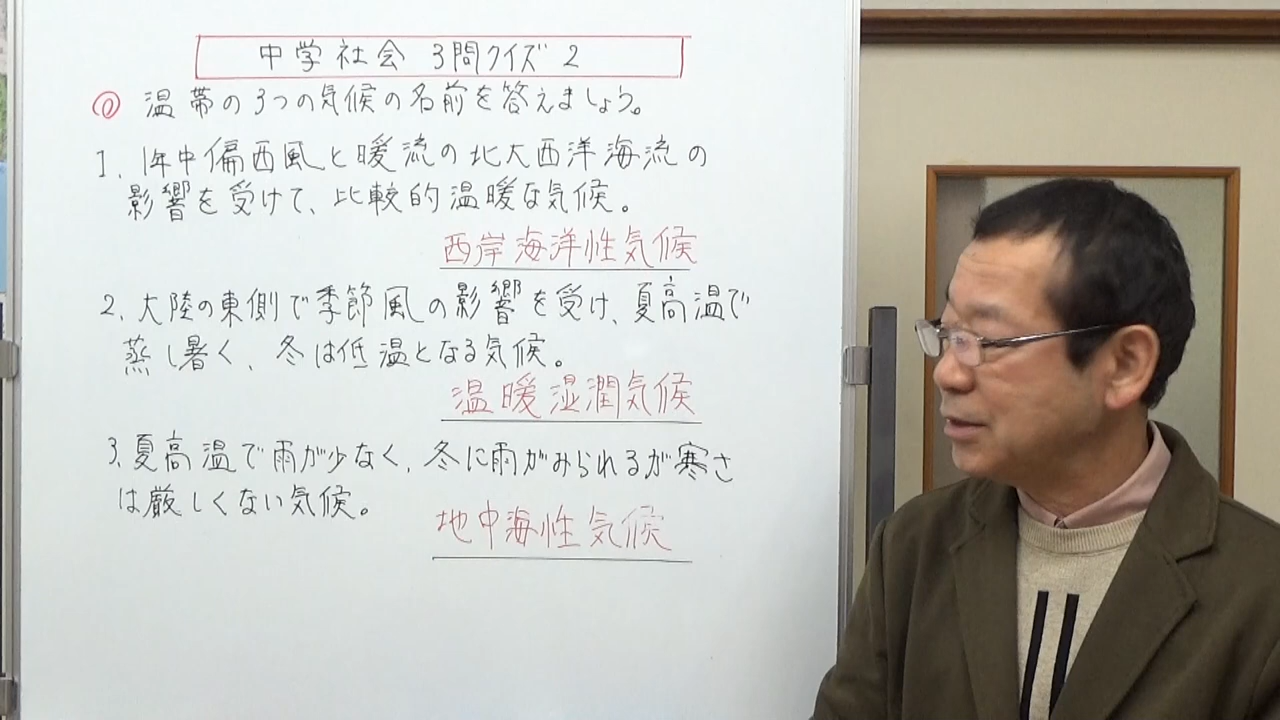 中学社会 3問クイズ 2
◎ 温帯の3つの気候の名前を答えましょう。
1. 1年中偏西風と暖流の北大西洋海流の
影響を受けて、比較的温暖な気候。
西岸海洋性気候
2. 大陸の東側で季節風の影響を受け、夏高温で
蒸し暑く、冬は低温となる気候。
温暖湿潤気候
3. 夏高温で雨が少なく、冬に雨がみられるが寒さ
は厳しくない気候。
地中海性気候